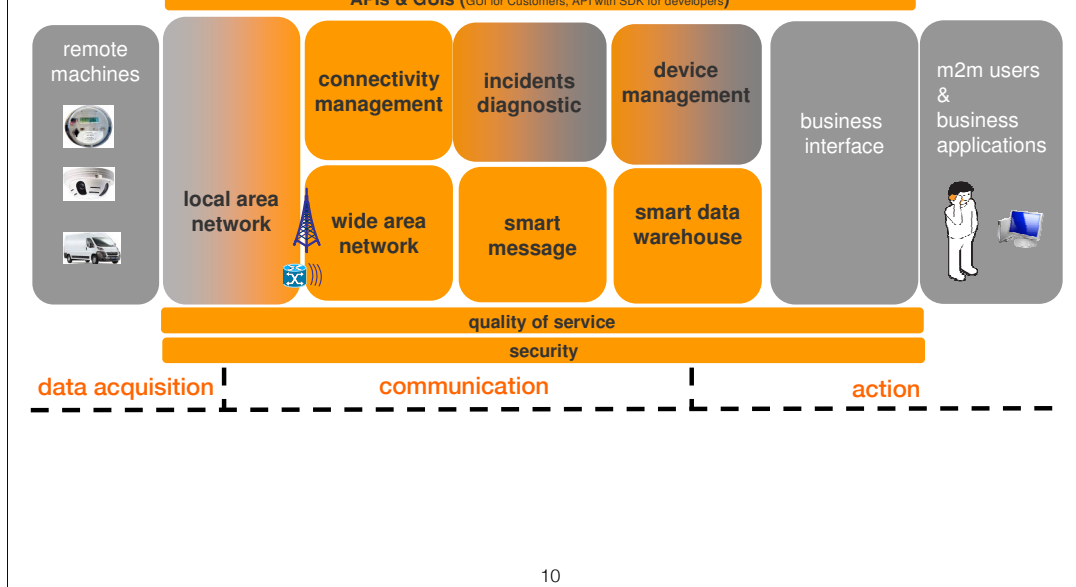 APIs & GUIs (GUI for Customers, API with SDK for developers)
remote
machines
local area
network
connectivity
management
incidents
diagnostic
device
management
wide area
network
smart
message
smart data
warehouse
business
interface
m2m users
&
business
applications
quality of service
security
data acquisition
communication
action
10